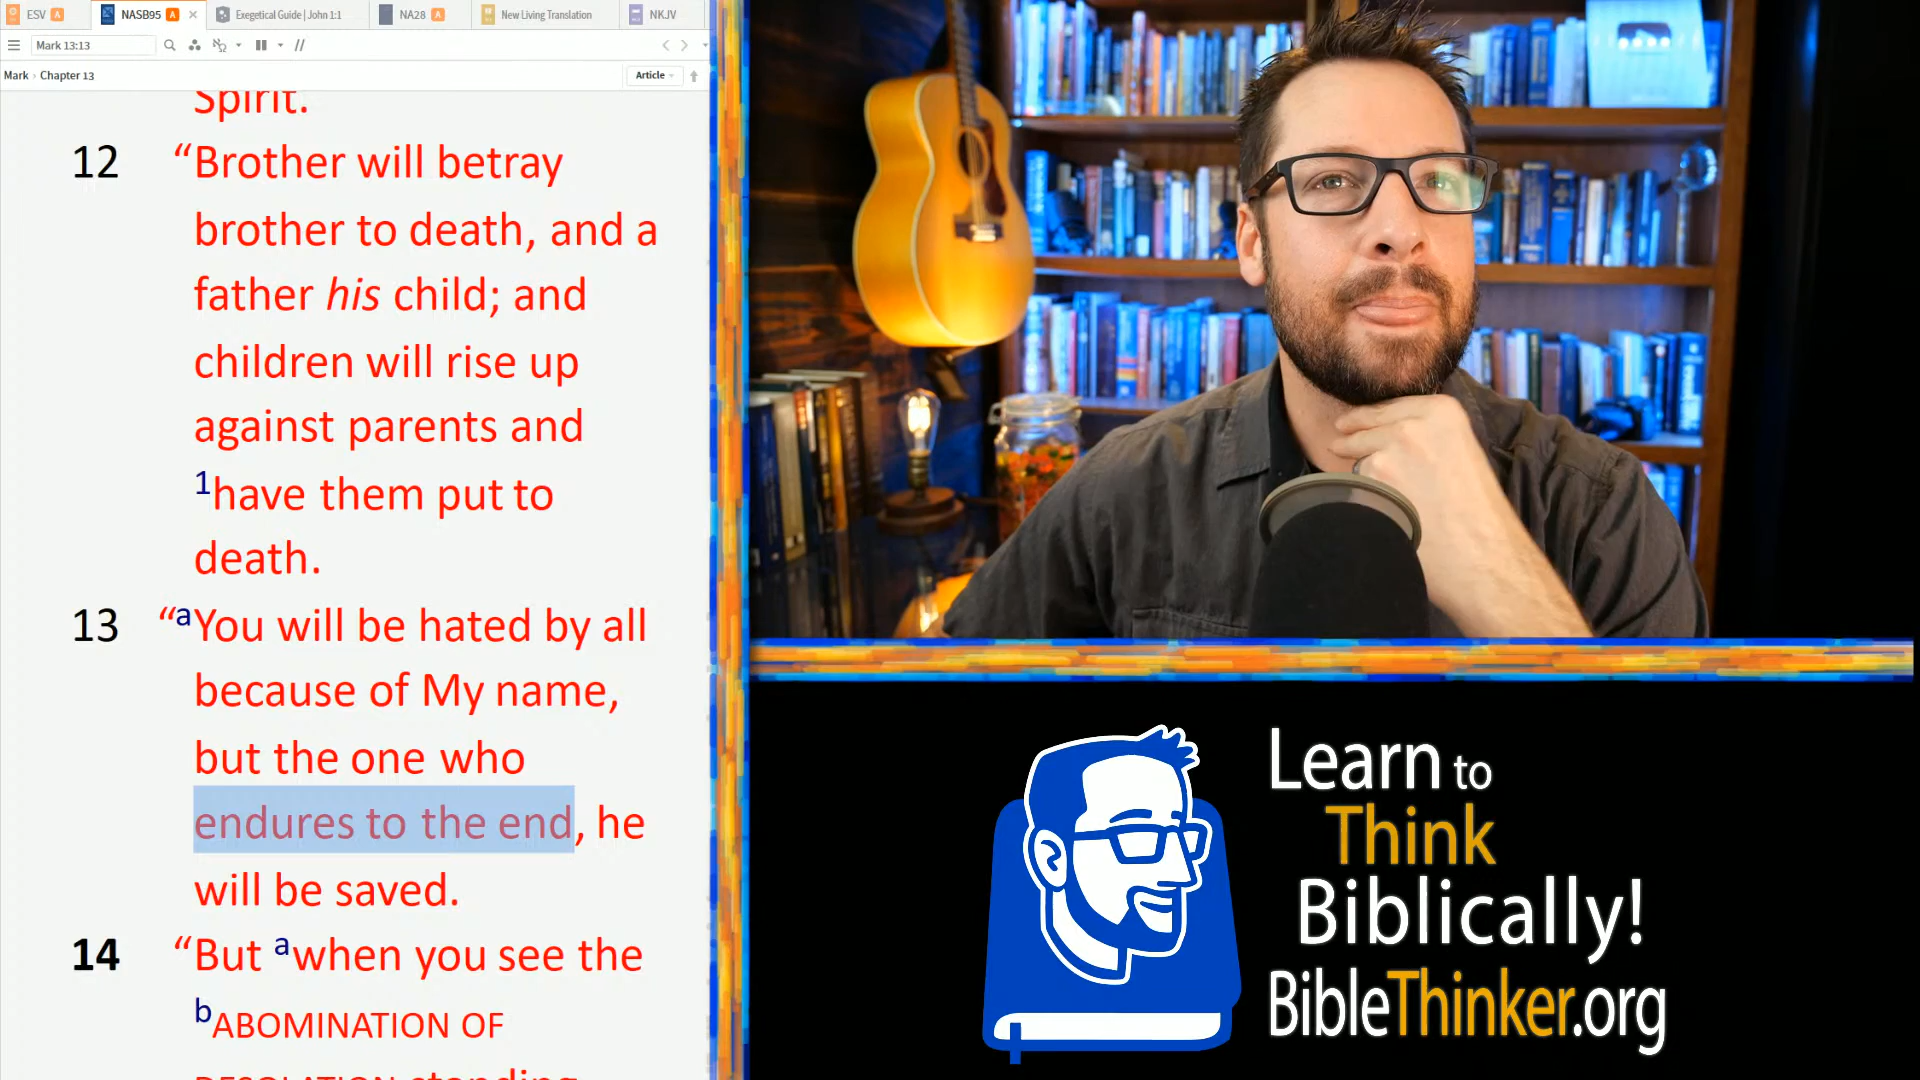 ESV A
NASB95 A
Exegetical Guide | John 1:1
NA28 A
New Living Translation
NKJV
Mark 13:13
Mark › Chapter 13
Article
Spirit.
12 “Brother will betray
brother to death, and a
father his child; and
children will rise up
against parents and
1have them put to
death.
13 “aYou will be hated by all
because of My name,
but the one who
endures to the end, he
will be saved.
14 “But awhen you see the
bABOMINATION OF
DESOLATION standing
Learn to
Think
Biblically!
BibleThinker.org